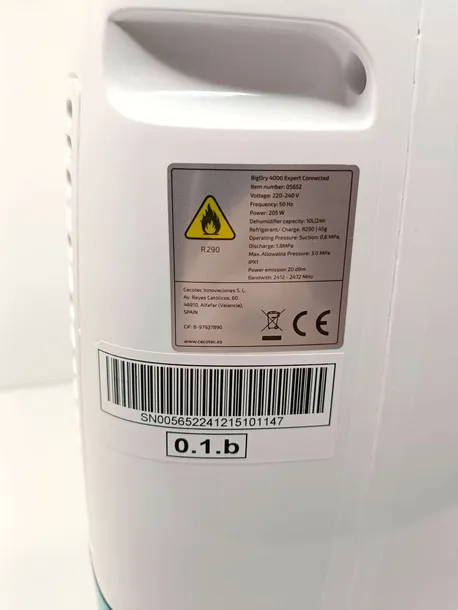 BigDry 4000 Expert Connected
Item number: 05652
Voltage: 220-240 V
Frequency: 50 Hz
Power: 205 W
Dehumidifier capacity: 10L/24h
Refrigerant/ Charge: R290 | 45g
Operating Pressure: Suction: 0,6 MPa,
Discharge: 1.8MPa
Max. Allowable Pressure: 3.0 MPa
IPX1
Power emission 20 dBm
Bandwith: 2412 - 2472 MHz
R290
Cecotec Innovaciones S. L.
Av. Reyes Católicos, 60
46910, Alfafar (Valencia),
SPAIN
CIF: B-97937890
www.cecotec.es
CE
SN005652241215101147
0.1.b